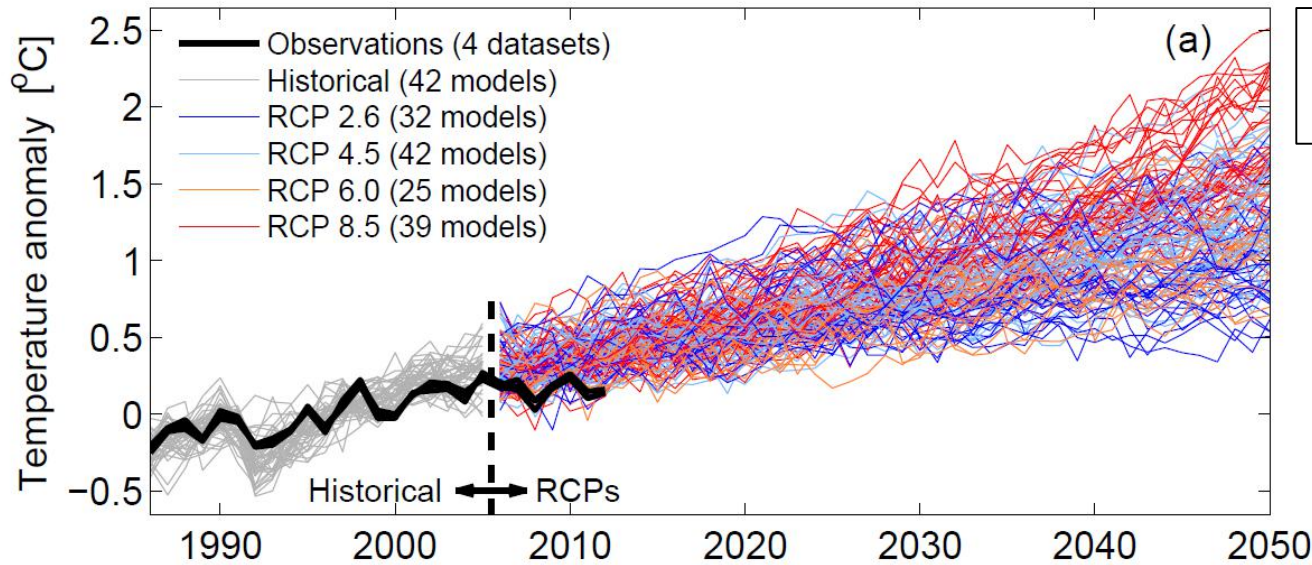 2.5
2
1.5
1
0.5
0
−0.5
Temperature anomaly [°C]
(a)
Observations (4 datasets)
Historical (42 models)
RCP 2.6 (32 models)
RCP 4.5 (42 models)
RCP 6.0 (25 models)
RCP 8.5 (39 models)
Historical RCPs
1990 2000 2010 2020 2030 2040 2050